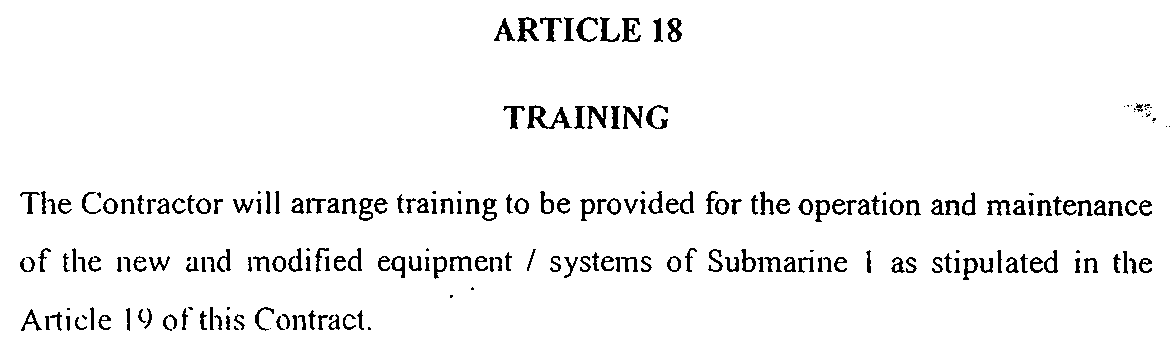 ARTICLE 18
TRAINING
The Contractor will arrange training to be provided for the operation and maintenance
of the new and modified equipment / systems of Submarine 1 as stipulated in the
Article 19 of this Contract.